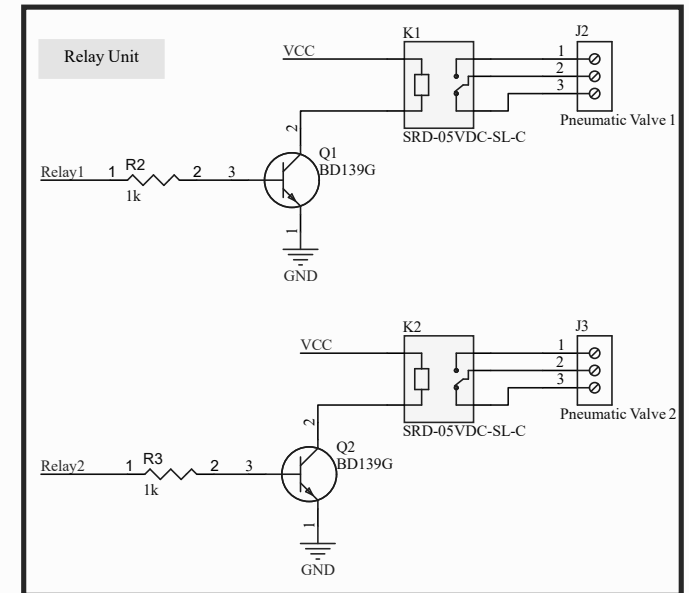 Relay Unit
VCC
K1
J2
1
2
3
Pneumatic Valve 1
SRD-05VDC-SL-C
2
Q1
BD139G
Relay1
1
R2
2
3
1k
1
GND
VCC
K2
J3
1
2
3
Pneumatic Valve 2
SRD-05VDC-SL-C
2
Q2
BD139G
Relay2
1
R3
2
3
1k
1
GND